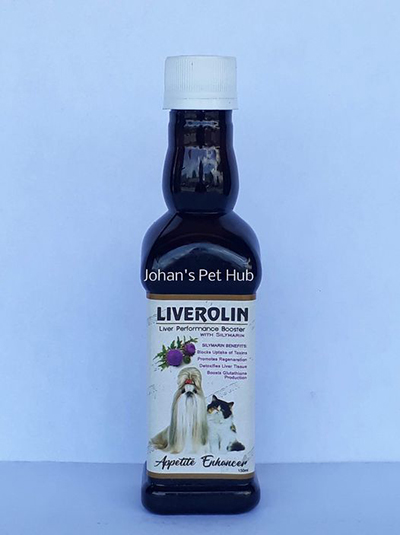 Johan's Pet Hub
LIVEROLIN
Liver Performance Booster
WITH SILYMARIN
SILYMARIN BENEFITS:
Blocks Uptake of Toxins
Promotes Regeneration
Detoxifies Liver Tissue
Boosts Glutathione
Production
Appetite Enhancer